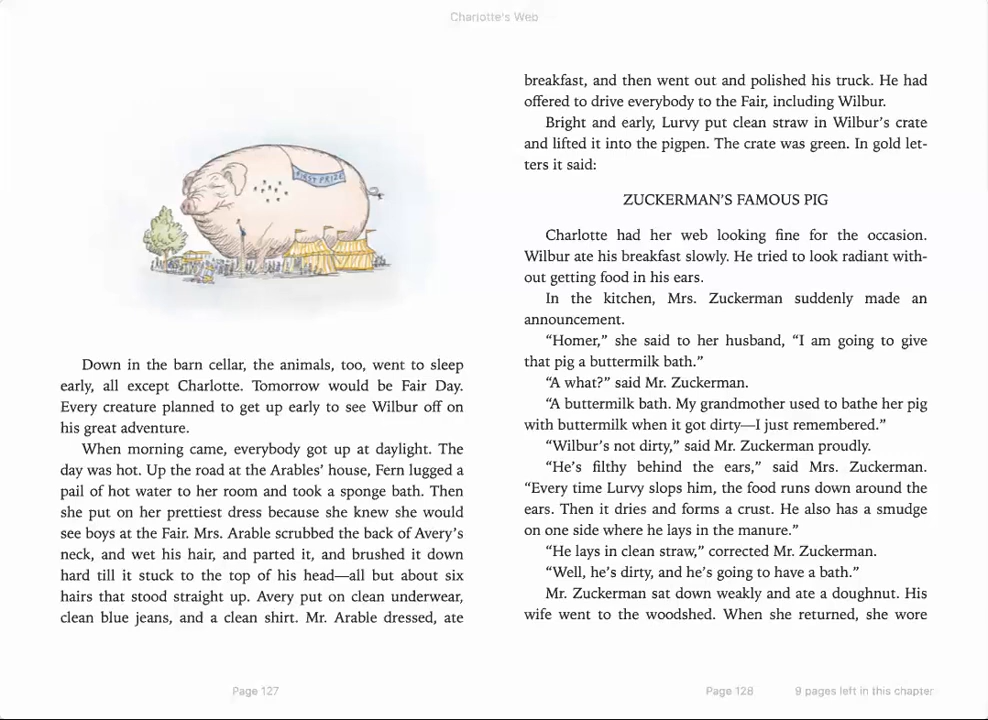 Charlotte's Web
FIRST PRIZE
Down in the barn cellar, the animals, too, went to sleep
early, all except Charlotte. Tomorrow would be Fair Day.
Every creature planned to get up early to see Wilbur off on
his great adventure.
When morning came, everybody got up at daylight. The
day was hot. Up the road at the Arables’ house, Fern lugged a
pail of hot water to her room and took a sponge bath. Then
she put on her prettiest dress because she knew she would
see boys at the Fair. Mrs. Arable scrubbed the back of Avery’s
neck, and wet his hair, and parted it, and brushed it down
hard till it stuck to the top of his head—all but about six
hairs that stood straight up. Avery put on clean underwear,
clean blue jeans, and a clean shirt. Mr. Arable dressed, ate
Page 127
breakfast, and then went out and polished his truck. He had
offered to drive everybody to the Fair, including Wilbur.
Bright and early, Lurvy put clean straw in Wilbur’s crate
and lifted it into the pigpen. The crate was green. In gold let-
ters it said:
ZUCKERMAN’S FAMOUS PIG
Charlotte had her web looking fine for the occasion.
Wilbur ate his breakfast slowly. He tried to look radiant with-
out getting food in his ears.
In the kitchen, Mrs. Zuckerman suddenly made an
announcement.
“Homer,” she said to her husband, “I am going to give
that pig a buttermilk bath.”
“A what?” said Mr. Zuckerman.
“A buttermilk bath. My grandmother used to bathe her pig
with buttermilk when it got dirty—I just remembered.”
“Wilbur’s not dirty,” said Mr. Zuckerman proudly.
“He’s filthy behind the ears,” said Mrs. Zuckerman.
“Every time Lurvy slops him, the food runs down around the
ears. Then it dries and forms a crust. He also has a smudge
on one side where he lays in the manure.”
“He lays in clean straw,” corrected Mr. Zuckerman.
“Well, he’s dirty, and he’s going to have a bath.”
Mr. Zuckerman sat down weakly and ate a doughnut. His
wife went to the woodshed. When she returned, she wore
Page 128
9 pages left in this chapter